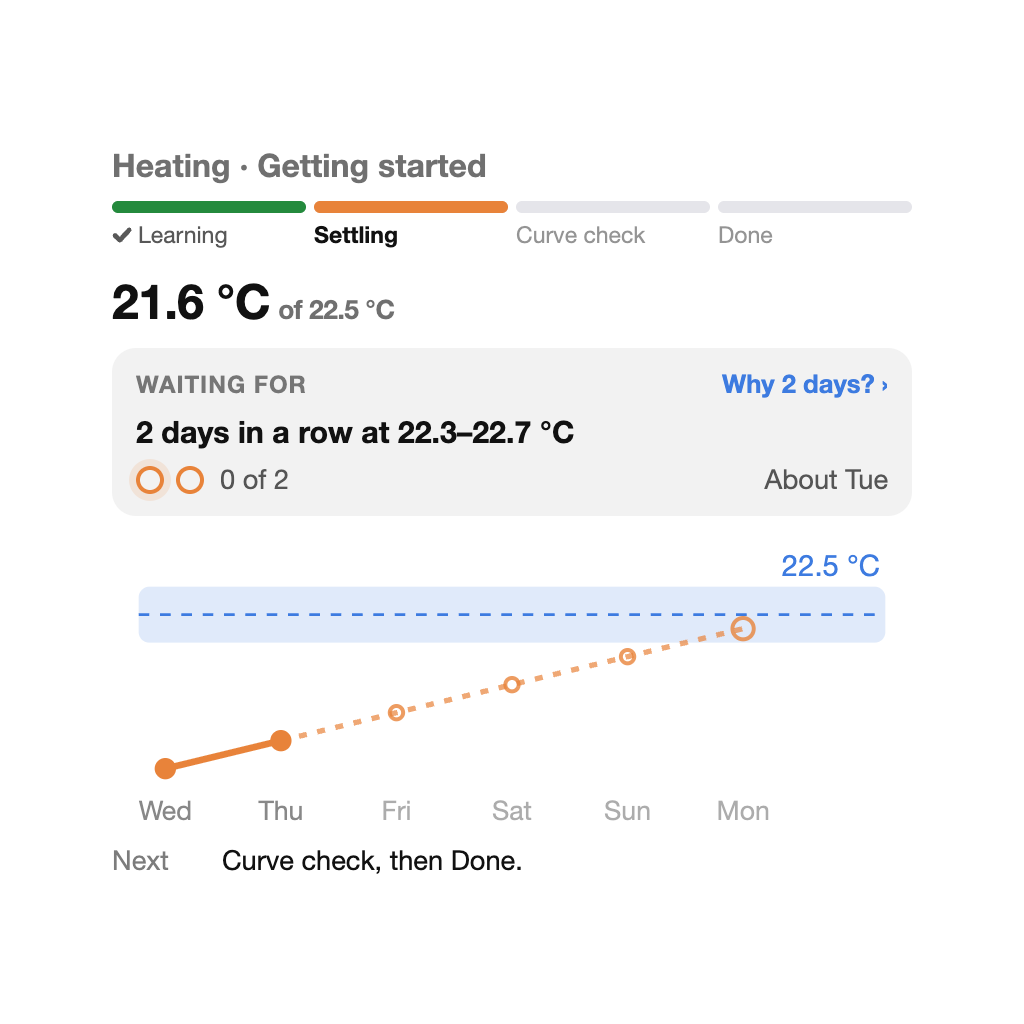 Heating · Getting started
✓ Learning Settling Curve check Done
21.6 °C of 22.5 °C
WAITING FOR Why 2 days? ›
2 days in a row at 22.3–22.7 °C
0 of 2 About Tue
22.5 °C
Wed Thu Fri Sat Sun Mon
Next Curve check, then Done.